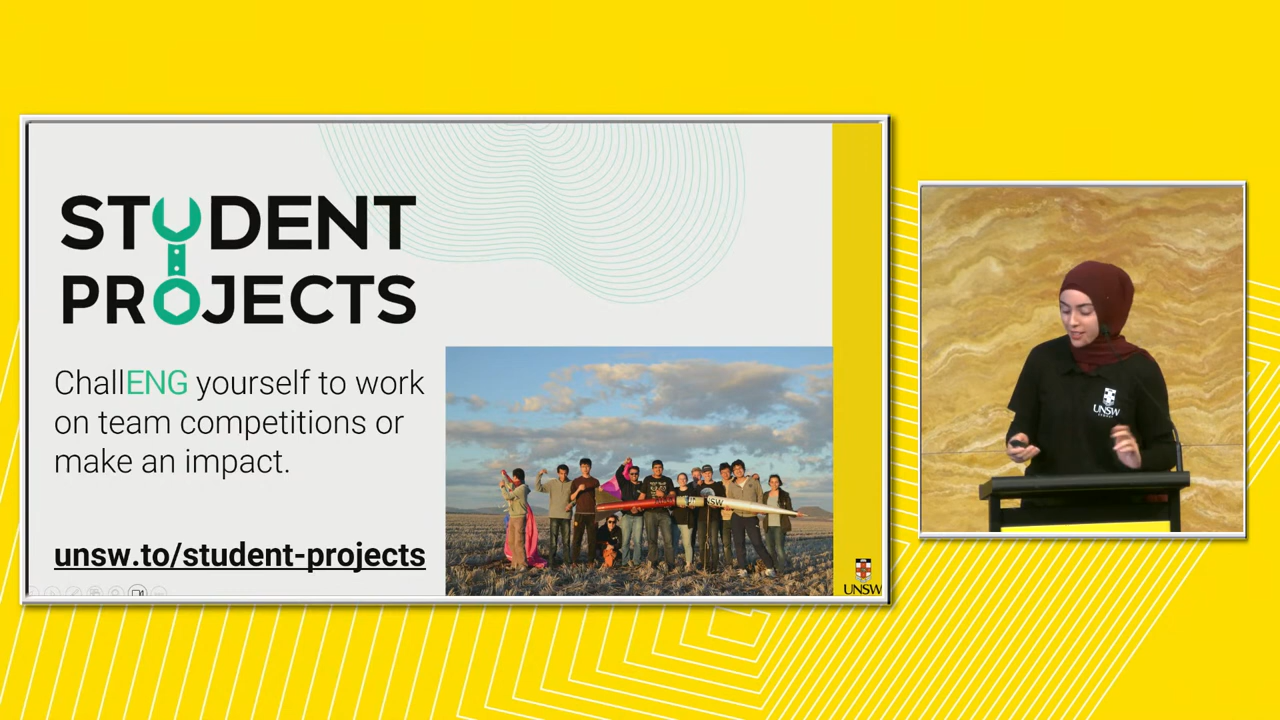 STUDENT
PROJECTS
ChallENG yourself to work
on team competitions or
make an impact.
unsw.to/student-projects
UNSW
UNSW